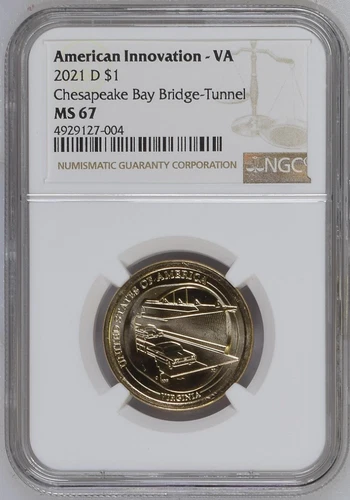 American Innovation - VA
2021 D $1
Chesapeake Bay Bridge-Tunnel
MS 67
4929127-004
NUMISMATIC GUARANTY CORPORATION
NGC
UNITED STATES OF AMERICA
VIRGINIA